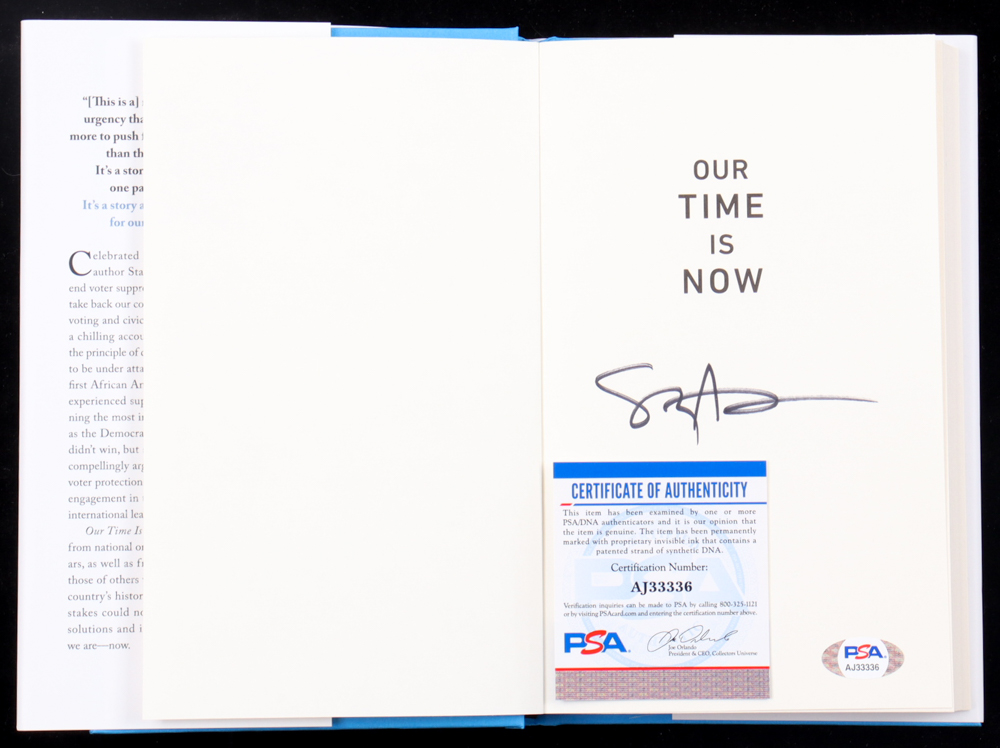 “[This is a]
urgency tha
more to push
than th
It’s a stor
one pa
It’s a story a
for our
Celebrated
author Sta
end voter suppr
take back our co
voting and civic
a chilling accou
the principle of
to be under atta
first African Am
experienced sup
ning the most i
as the Democra
didn’t win, but
compellingly arg
voter protection
engagement in
international lea
Our Time Is
from national or
ars, as well as fr
those of others
country’s histor
stakes could no
solutions and i
we are—now.
OUR
TIME
IS
NOW
CERTIFICATE OF AUTHENTICITY
This item has been examined by one or more
PSA/DNA authenticators and it is our opinion that
the item is genuine. The item has been permanently
marked with proprietary invisible ink that contains a
patented strand of synthetic DNA.
Certification Number:
AJ33336
Verification inquiries can be made to PSA by calling 800-325-1121
or by visiting PSAcard.com and entering the certification number above.
PSA
Joe Orlando
President & CEO, Collectors Universe
PSA
AJ33336